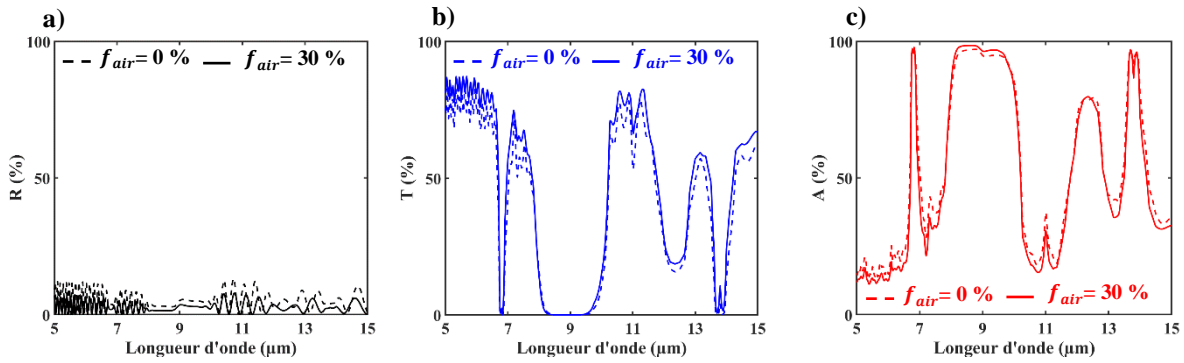 a)
100
f_air= 0 % f_air= 30 %
R (%)
50
0
5 7 9 11 13 15
Longueur d'onde (µm)
b)
100
f_air= 0 % f_air= 30 %
T (%)
50
0
5 7 9 11 13 15
Longueur d'onde (µm)
c)
100
A (%)
50
f_air= 0 % f_air= 30 %
0
5 7 9 11 13 15
Longueur d'onde (µm)